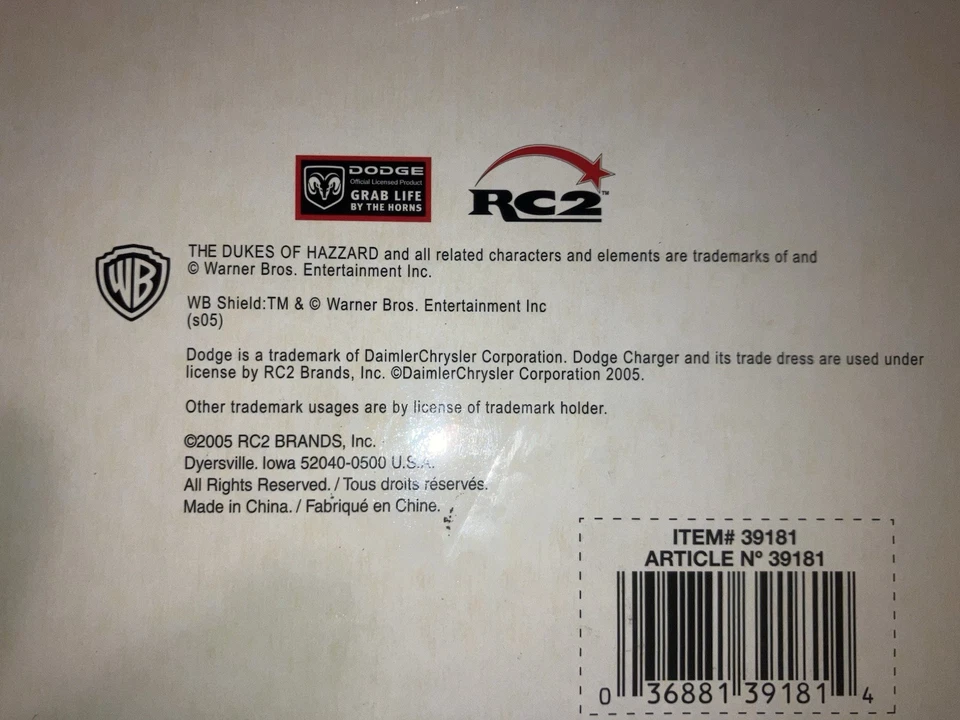 DODGE
Official Licensed Product
GRAB LIFE
BY THE HORNS
RC2™
WB
THE DUKES OF HAZZARD and all related characters and elements are trademarks of and
© Warner Bros. Entertainment Inc.
WB Shield:TM & © Warner Bros. Entertainment Inc
(s05)
Dodge is a trademark of DaimlerChrysler Corporation. Dodge Charger and its trade dress are used under
license by RC2 Brands, Inc. ©DaimlerChrysler Corporation 2005.
Other trademark usages are by license of trademark holder.
©2005 RC2 BRANDS, Inc.
Dyersville. Iowa 52040-0500 U.S.A.
All Rights Reserved. / Tous droits réservés.
Made in China. / Fabriqué en Chine.
ITEM# 39181
ARTICLE Nº 39181
0 36881 39181 4